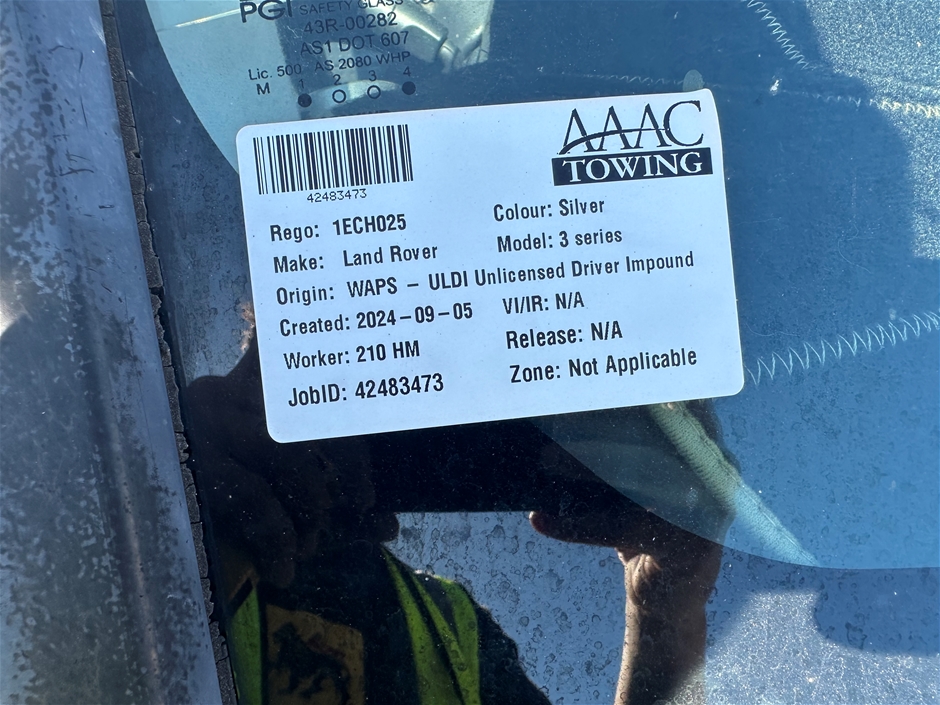 PGI SAFETY GLASS
43R-00282
AS1 DOT 607
Lic. 500 AS 2080 WHP
M 1 2 3 4
42483473
AAAC
TOWING
Rego: 1ECH025
Colour: Silver
Make: Land Rover
Model: 3 series
Origin: WAPS - ULDI Unlicensed Driver Impound
Created: 2024-09-05
VI/IR: N/A
Worker: 210 HM
Release: N/A
JobID: 42483473
Zone: Not Applicable